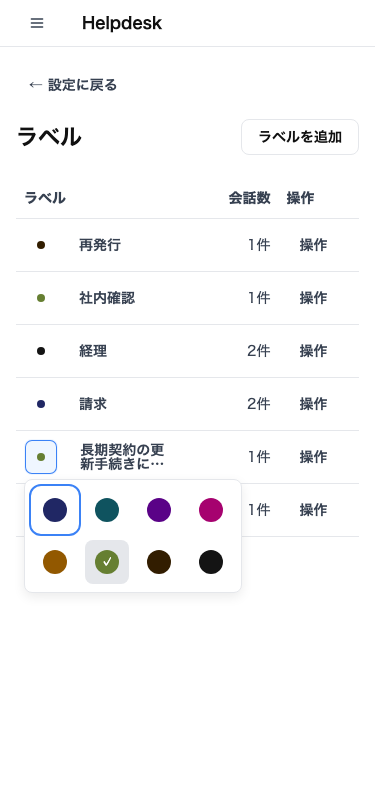 Helpdesk
← 設定に戻る
ラベル
ラベルを追加
ラベル 会話数 操作
再発行 1件 操作
社内確認 1件 操作
経理 2件 操作
請求 2件 操作
長期契約の更
新手続きに…
1件 操作
1件 操作